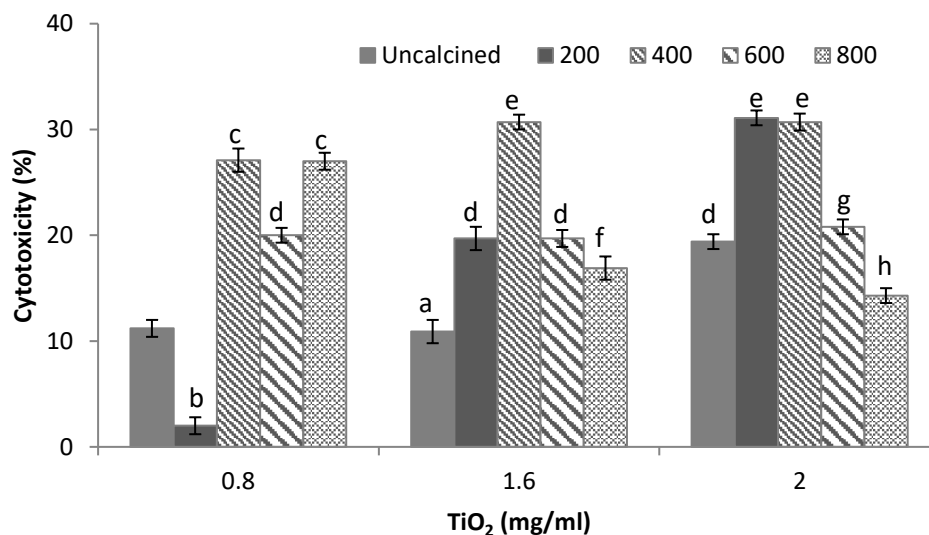 40
Uncalcined 200 400 600 800
e e e
30
c c
d d d d g
20
f
h
a
10
b
0
0.8 1.6 2
Cytotoxicity (%)
TiO₂ (mg/ml)